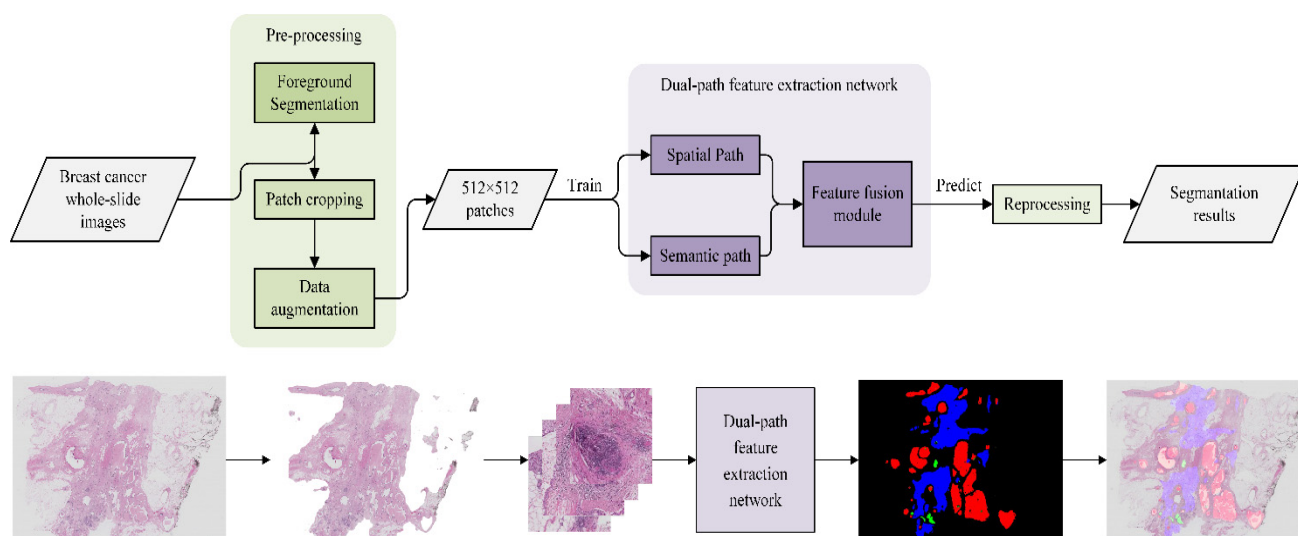 Pre-processing
Foreground
Segmentation
Breast cancer
whole-slide
images
Patch cropping
Data
augmentation
512×512
patches
Train
Dual-path feature extraction network
Spatial Path
Semantic path
Feature fusion
module
Predict
Reprocessing
Segmantation
results
Dual-path
feature
extraction
network